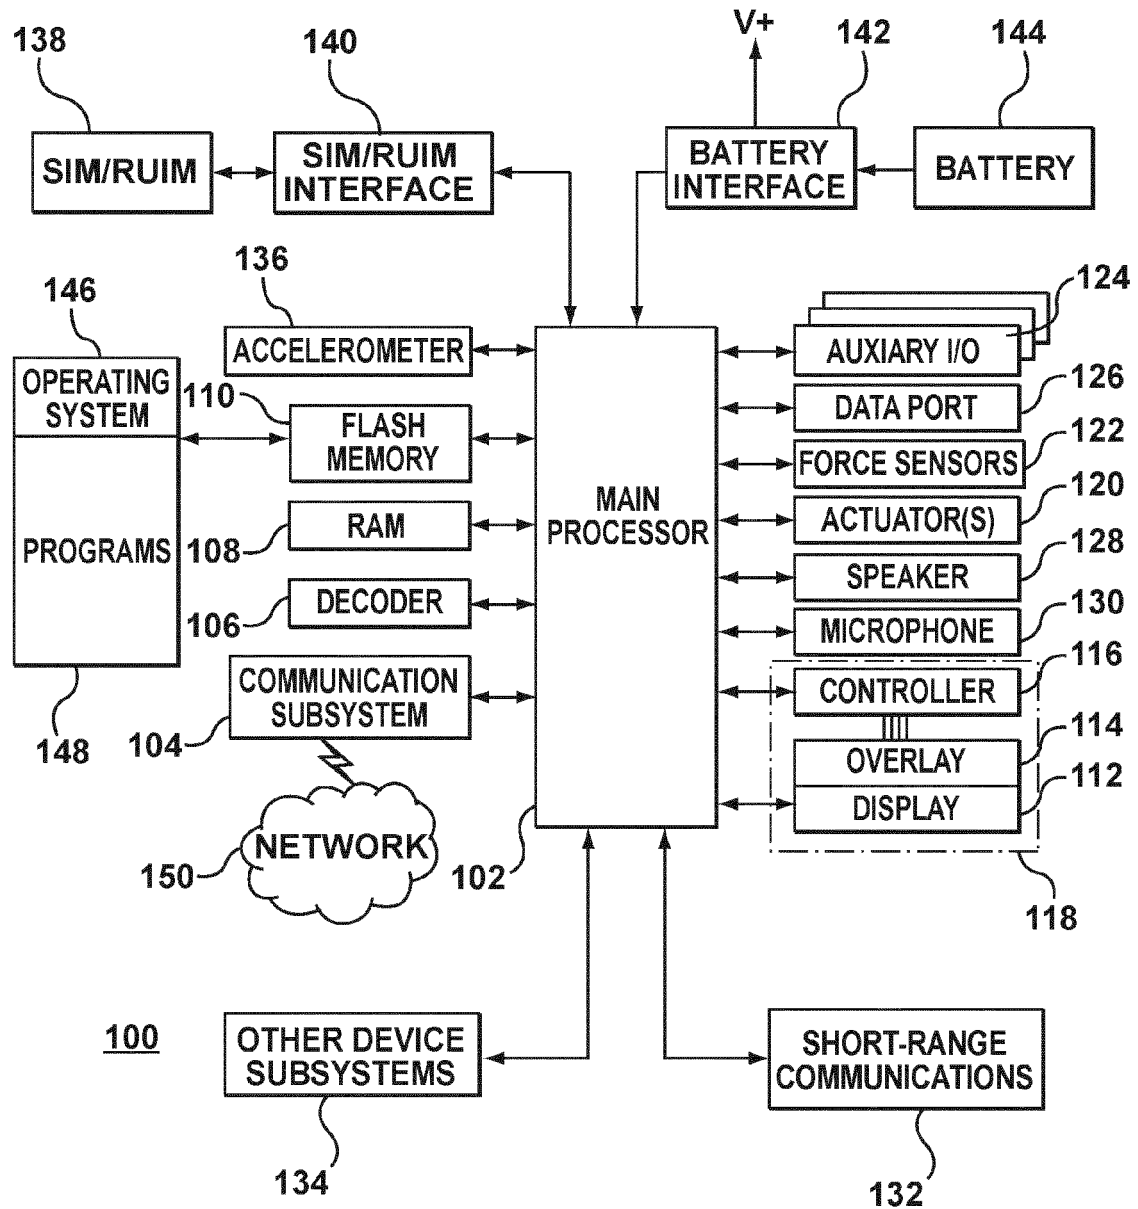 V+
138
140
142
144
SIM/RUIM
SIM/RUIM
INTERFACE
BATTERY
INTERFACE
BATTERY
136
124
146
ACCELEROMETER
AUXIARY I/O
OPERATING
SYSTEM
110
FLASH
MEMORY
DATA PORT
126
FORCE SENSORS
122
MAIN
PROCESSOR
PROGRAMS
108
RAM
ACTUATOR(S)
120
SPEAKER
128
106
DECODER
MICROPHONE
130
COMMUNICATION
SUBSYSTEM
CONTROLLER
116
148
104
OVERLAY
114
DISPLAY
112
NETWORK
150
102
118
100
OTHER DEVICE
SUBSYSTEMS
SHORT-RANGE
COMMUNICATIONS
134
132